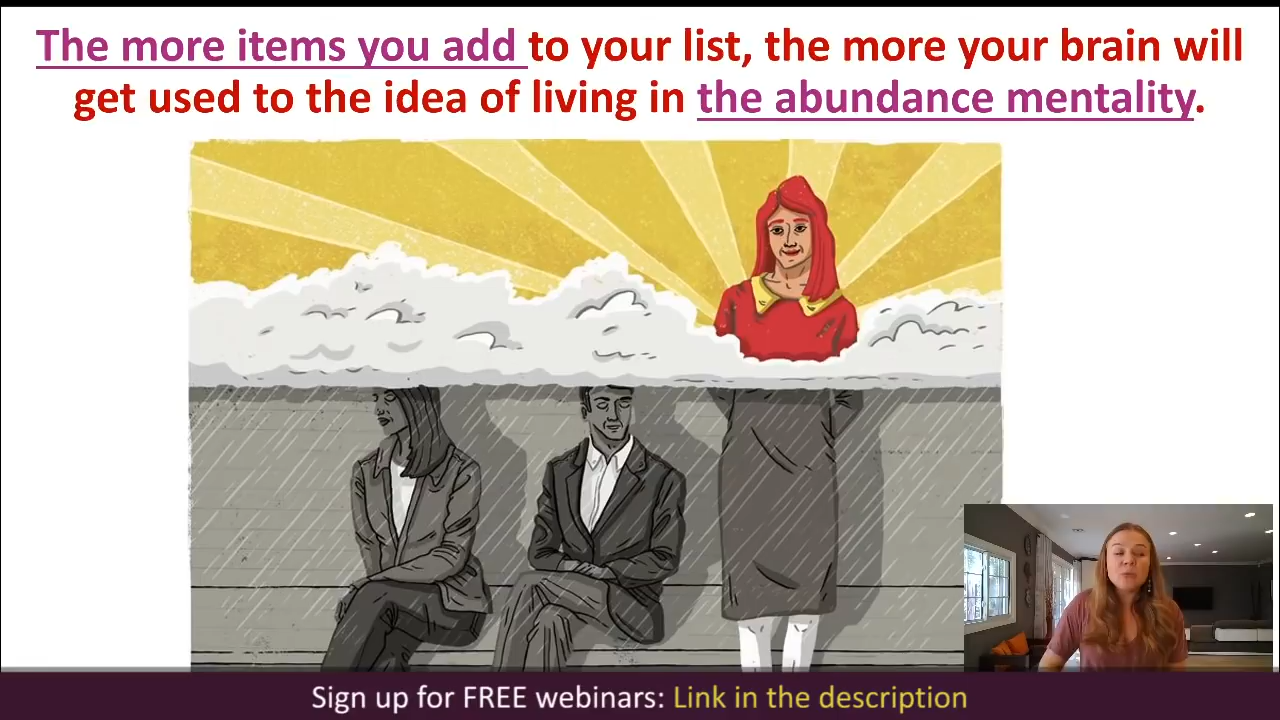 The more items you add to your list, the more your brain will
get used to the idea of living in the abundance mentality.
Sign up for FREE webinars: Link in the description